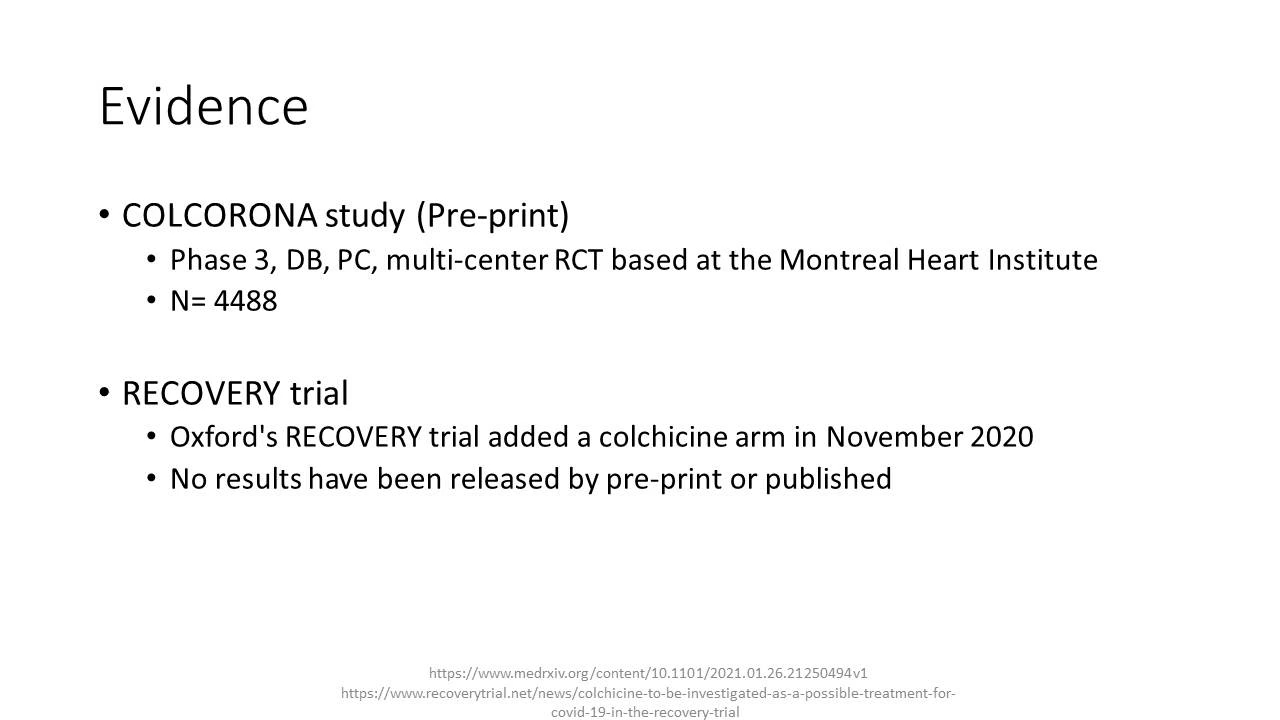 Evidence
• COLCORONA study (Pre-print)
• Phase 3, DB, PC, multi-center RCT based at the Montreal Heart Institute
• N= 4488
• RECOVERY trial
• Oxford's RECOVERY trial added a colchicine arm in November 2020
• No results have been released by pre-print or published
https://www.medrxiv.org/content/10.1101/2021.01.26.21250494v1
https://www.recoverytrial.net/news/colchicine-to-be-investigated-as-a-possible-treatment-for-
covid-19-in-the-recovery-trial